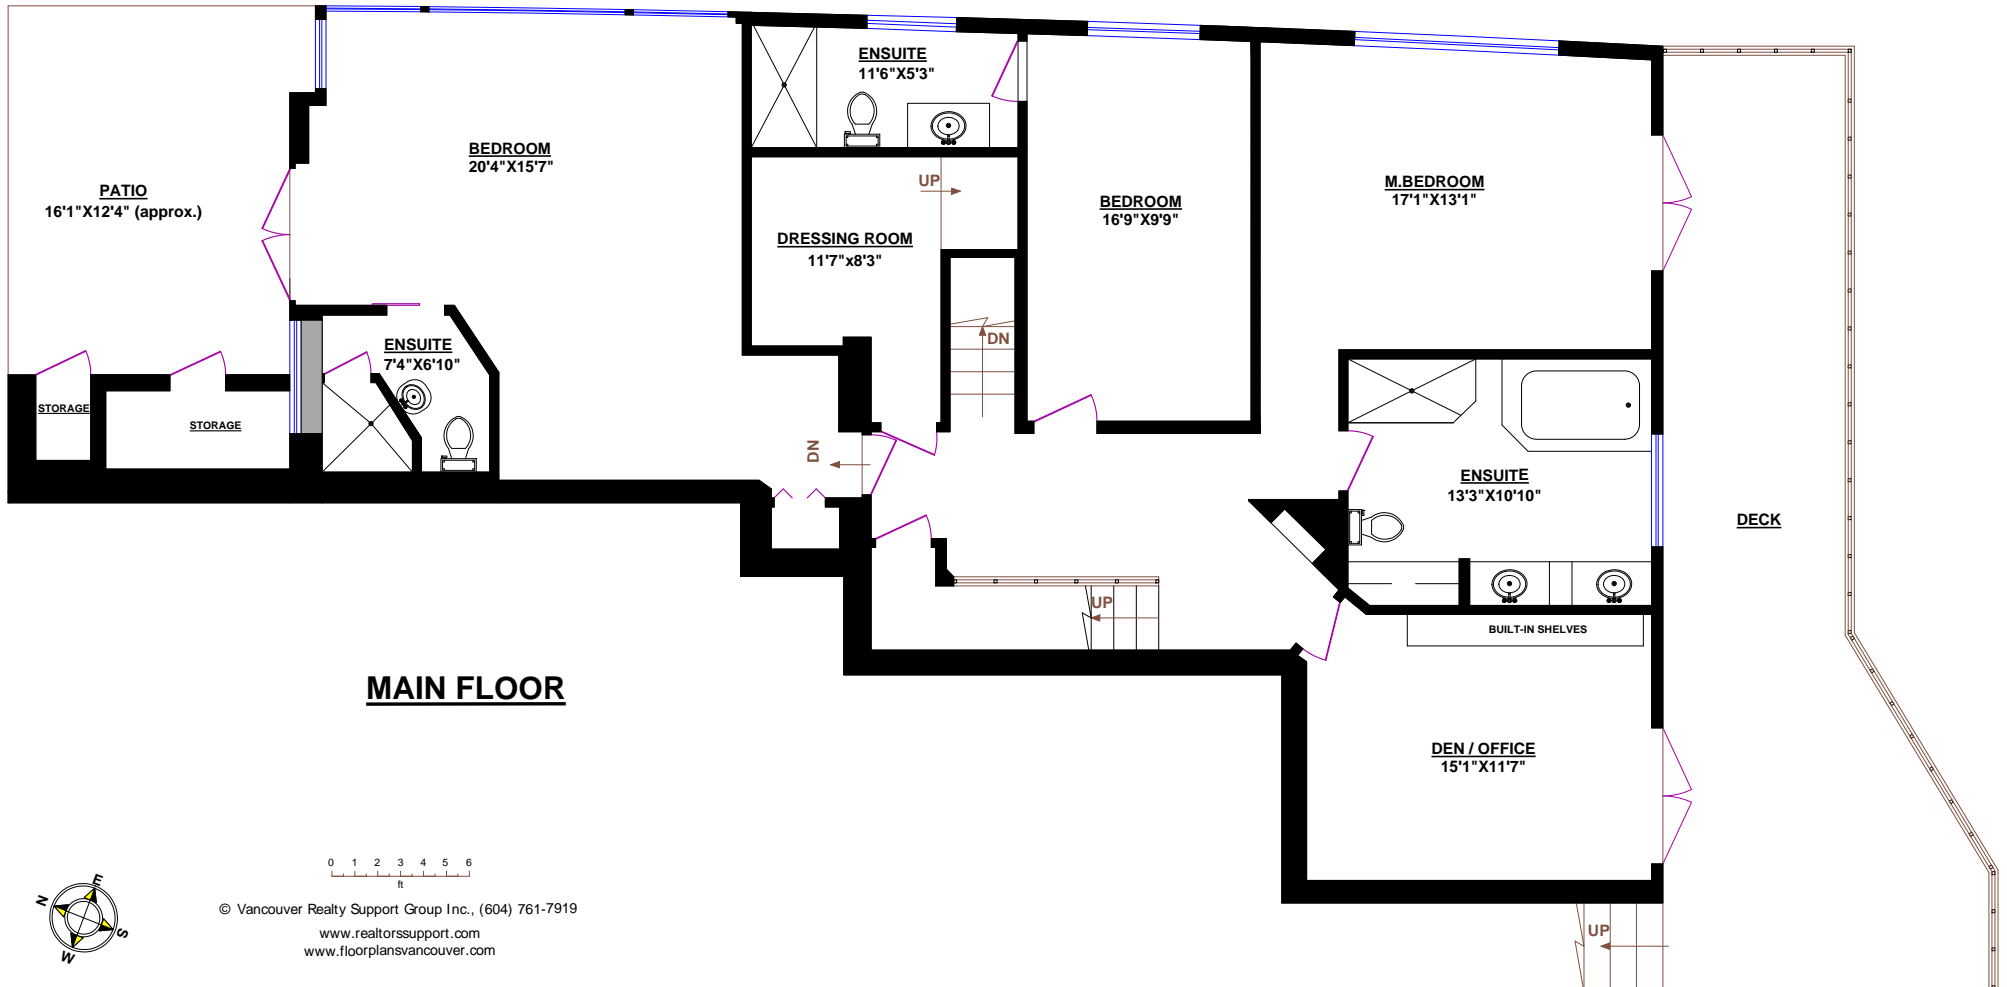 ENSUITE
11'6"X5'3"
BEDROOM
20'4"X15'7"
PATIO
16'1"X12'4" (approx.)
UP
DRESSING ROOM
11'7"x8'3"
BEDROOM
16'9"X9'9"
M.BEDROOM
17'1"X13'1"
DN
ENSUITE
7'4"X6'10"
STORAGE
STORAGE
DN
ENSUITE
13'3"X10'10"
DECK
UP
BUILT-IN SHELVES
MAIN FLOOR
DEN / OFFICE
15'1"X11'7"
UP
N
E
S
W
0 1 2 3 4 5 6
ft
© Vancouver Realty Support Group Inc., (604) 761-7919
www.realtorssupport.com
www.floorplansvancouver.com